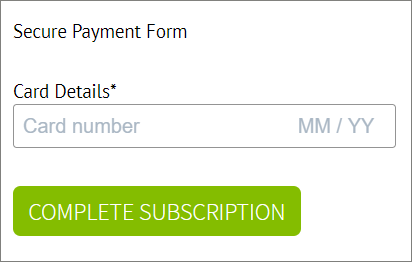 Secure Payment Form
Card Details*
Card number MM / YY
COMPLETE SUBSCRIPTION